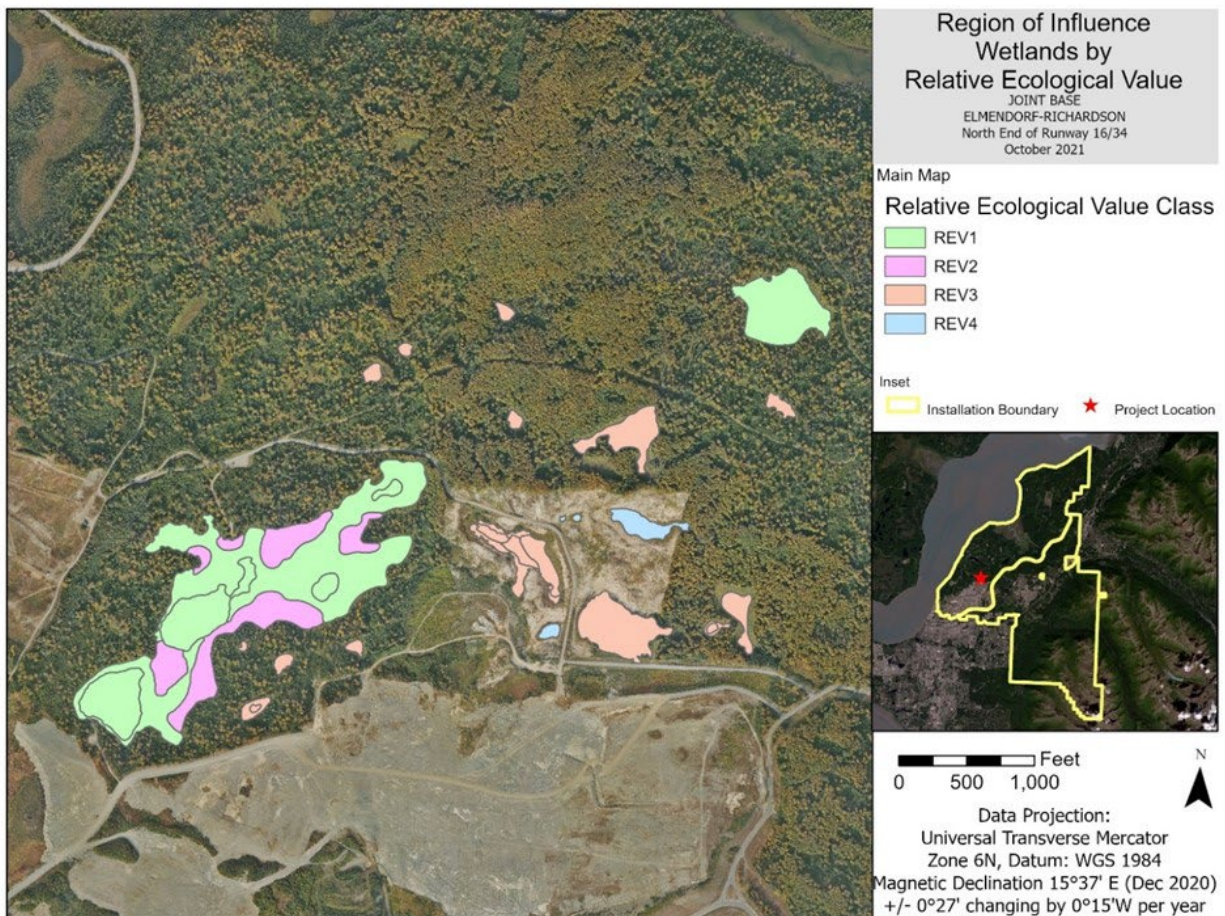 Region of Influence
Wetlands by
Relative Ecological Value
JOINT BASE
ELMENDORF-RICHARDSON
North End of Runway 16/34
October 2021
Main Map
Relative Ecological Value Class
REV1
REV2
REV3
REV4
Inset
Installation Boundary Project Location
Feet
0 500 1,000
N
Data Projection:
Universal Transverse Mercator
Zone 6N, Datum: WGS 1984
Magnetic Declination 15°37' E (Dec 2020)
+/- 0°27' changing by 0°15'W per year